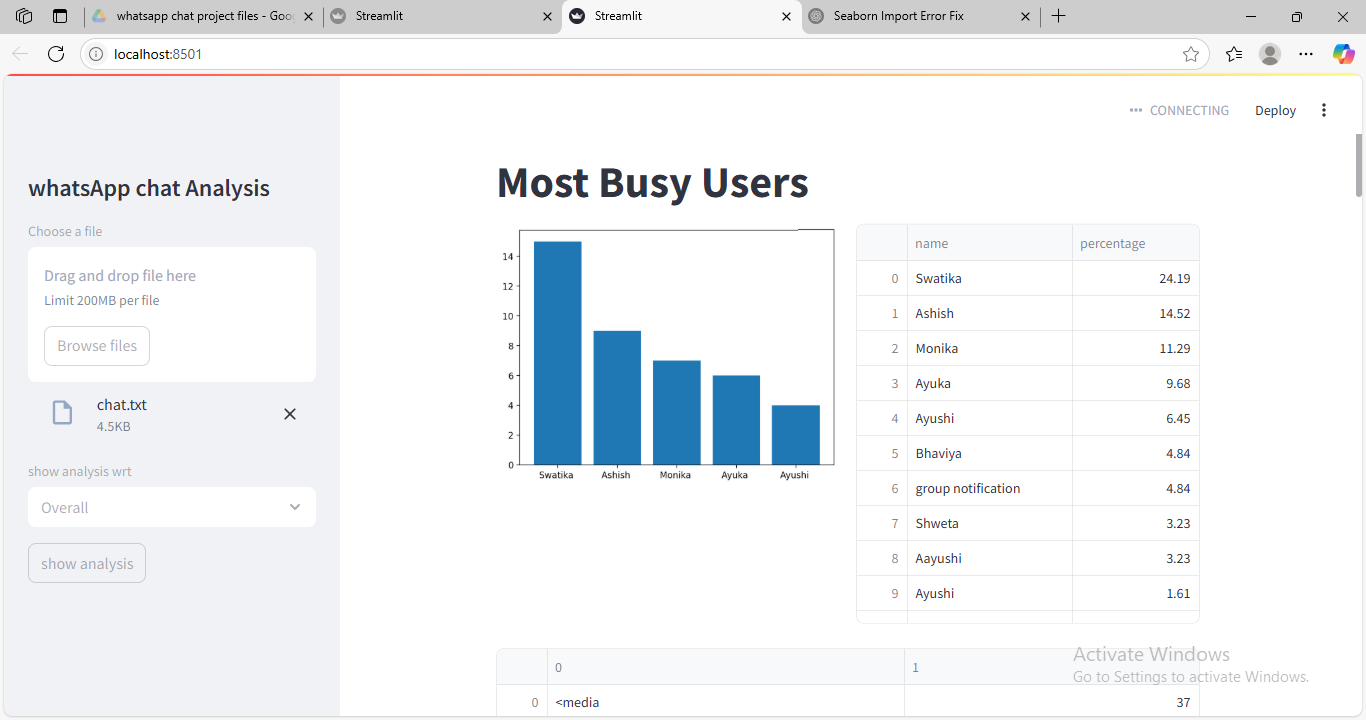 whatsapp chat project files - Goo
Streamlit
Streamlit
Seaborn Import Error Fix
localhost:8501
CONNECTING
Deploy
whatsApp chat Analysis
Choose a file
Drag and drop file here
Limit 200MB per file
Browse files
chat.txt
4.5KB
show analysis wrt
Overall
show analysis
Most Busy Users
14
12
10
8
6
4
2
0
Swatika Ashish Monika Ayuka Ayushi
name percentage
0 Swatika 24.19
1 Ashish 14.52
2 Monika 11.29
3 Ayuka 9.68
4 Ayushi 6.45
5 Bhaviya 4.84
6 group notification 4.84
7 Shweta 3.23
8 Aayushi 3.23
9 Ayushi 1.61
0 1
0 <media 37
Activate Windows
Go to Settings to activate Windows.